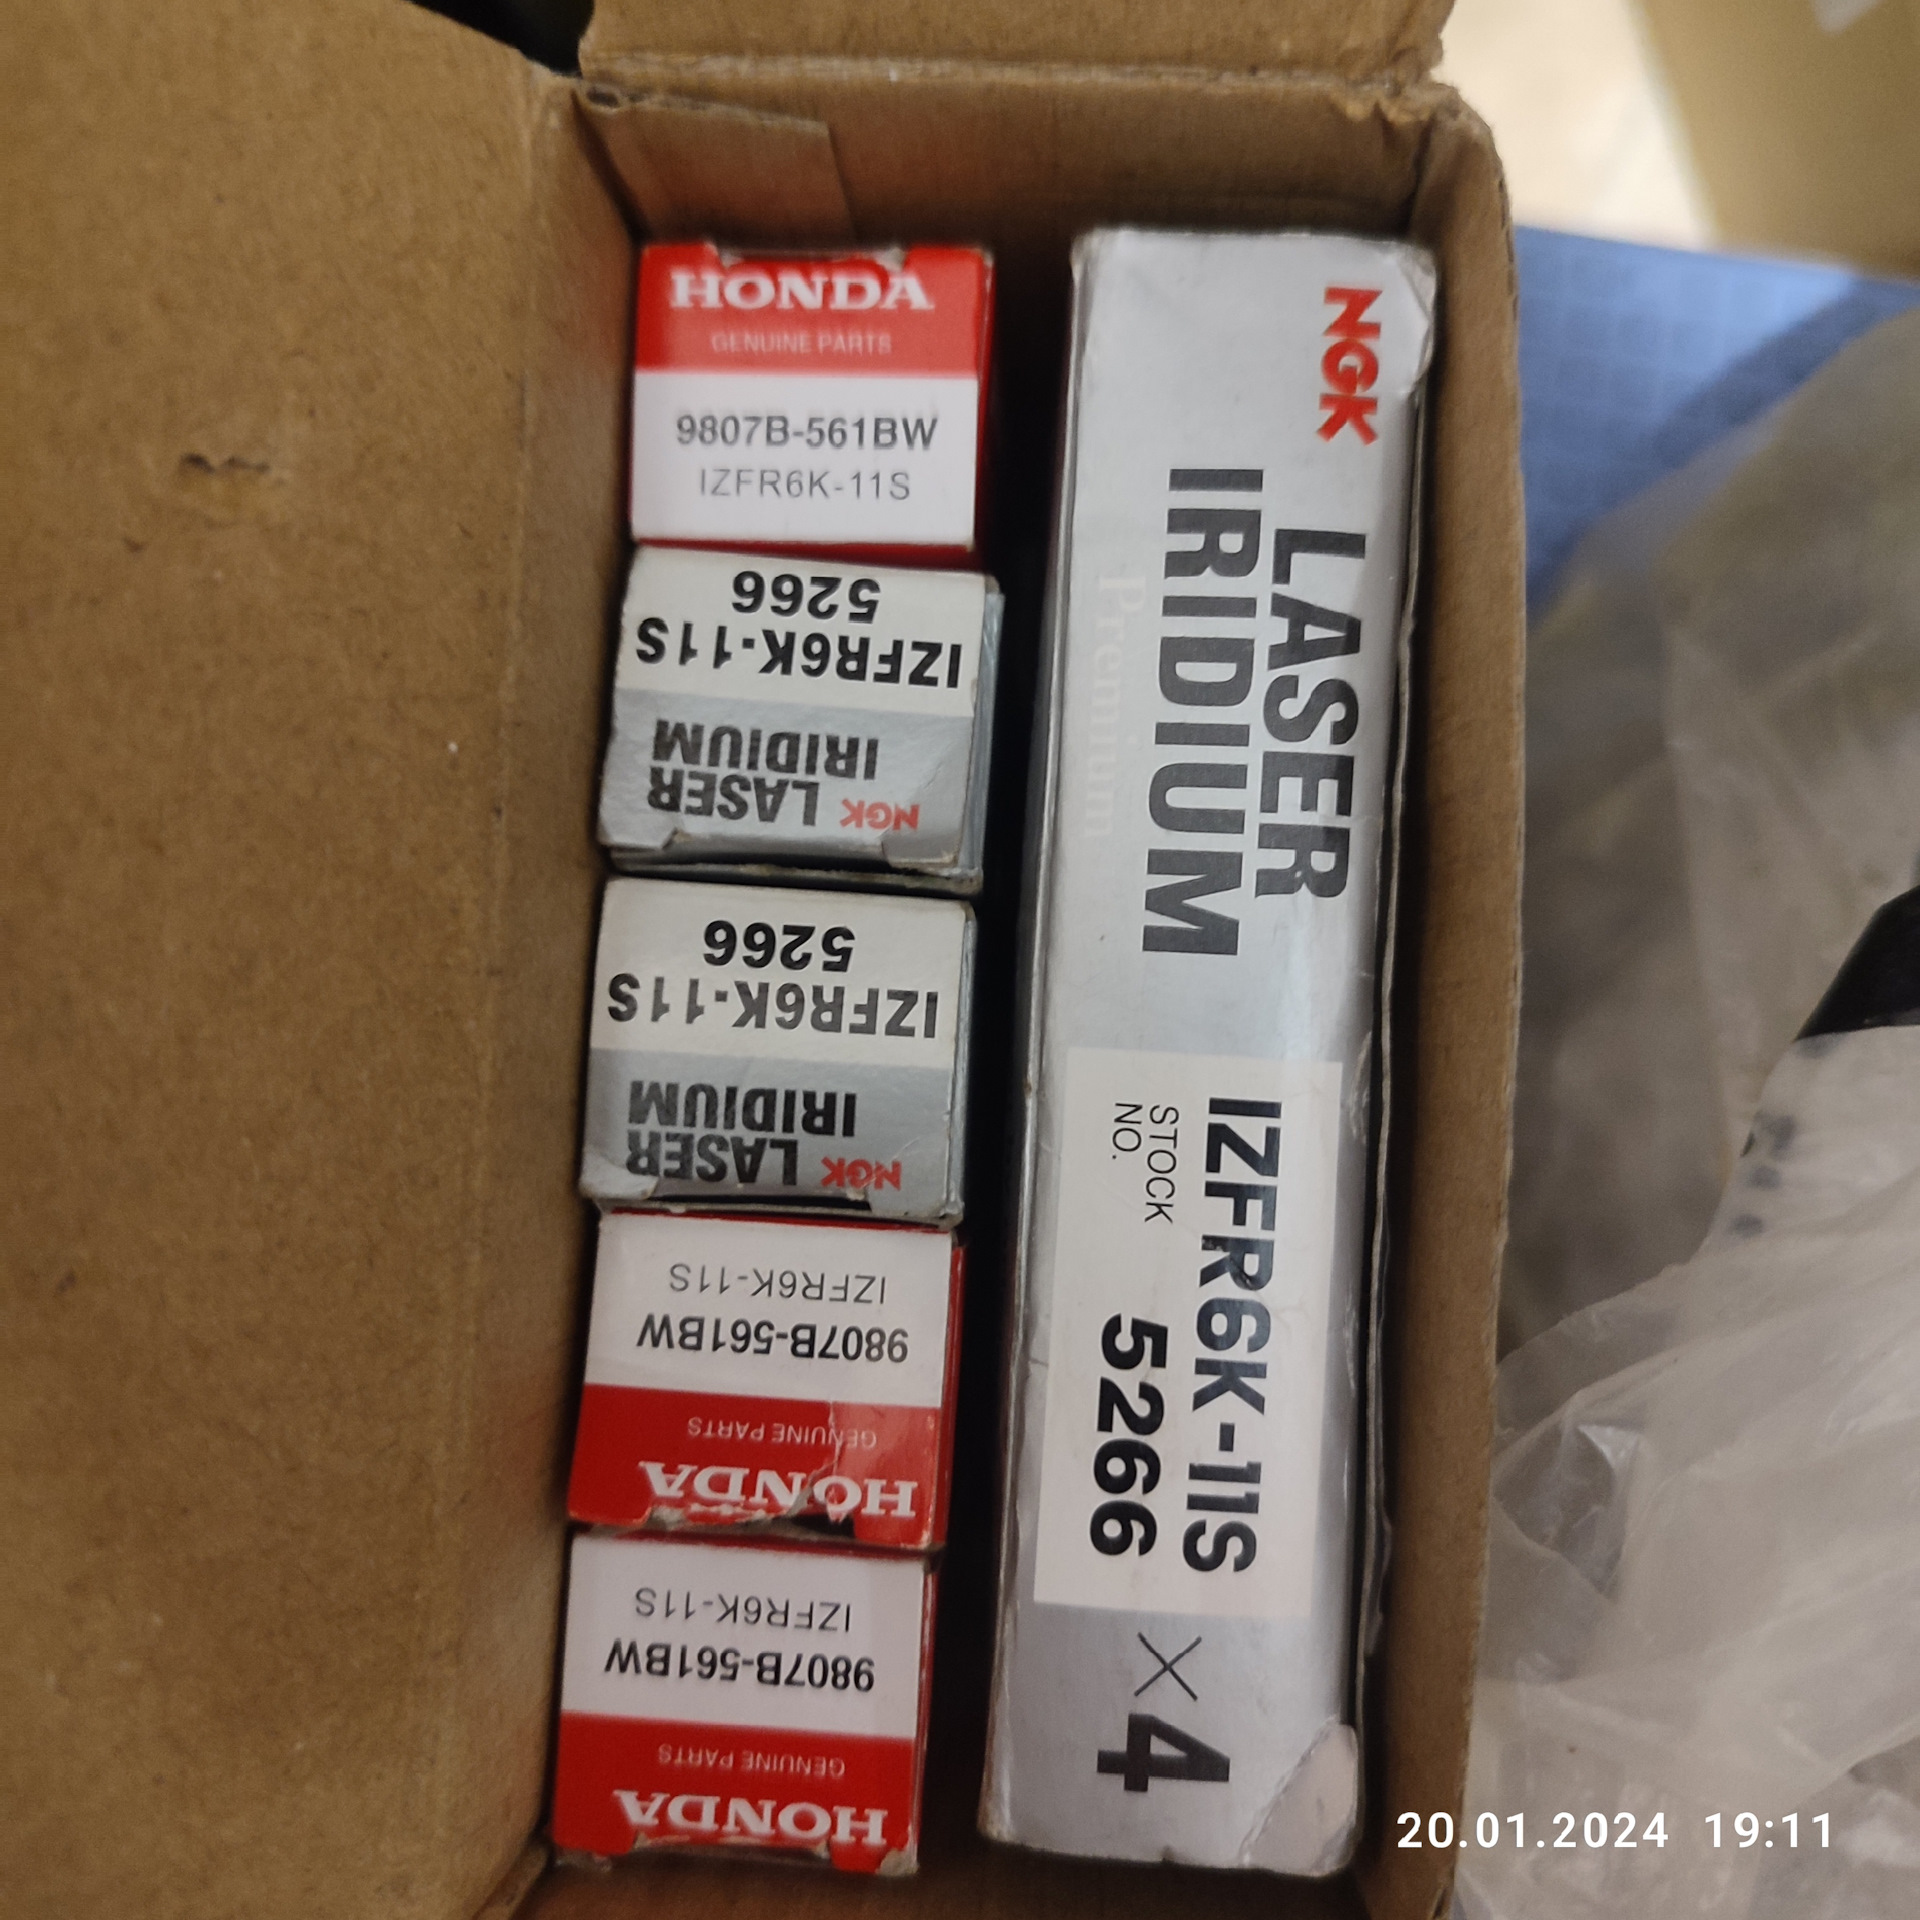 HONDA
GENUINE PARTS
9807B-561BW
IZFR6K-11S
NGK LASER
IRIDIUM
IZFR6K-11S
5266
NGK LASER
IRIDIUM
IZFR6K-11S
5266
HONDA
GENUINE PARTS
9807B-561BW
IZFR6K-11S
HONDA
GENUINE PARTS
9807B-561BW
IZFR6K-11S
NGK
LASER
IRIDIUM
Premium
IZFR6K-11S
STOCK
NO.
5266
×4
20.01.2024 19:11